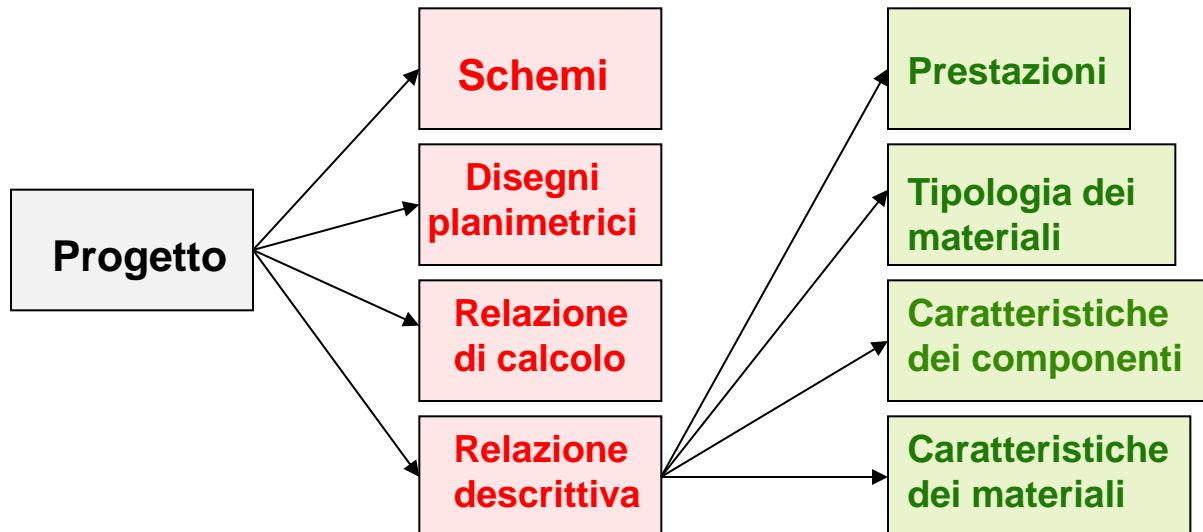 Progetto
Schemi
Disegni
planimetrici
Relazione
di calcolo
Relazione
descrittiva
Prestazioni
Tipologia dei
materiali
Caratteristiche
dei componenti
Caratteristiche
dei materiali